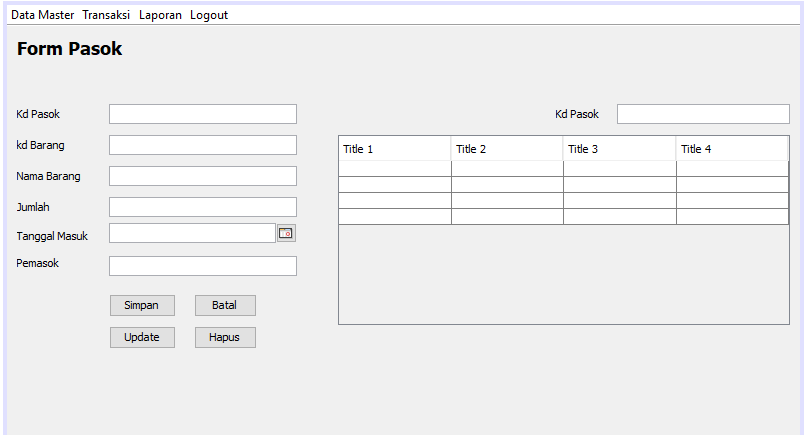 Data Master Transaksi Laporan Logout
Form Pasok
Kd Pasok
kd Barang
Nama Barang
Jumlah
Tanggal Masuk
Pemasok
Simpan Batal
Update Hapus
Kd Pasok
Title 1 Title 2 Title 3 Title 4